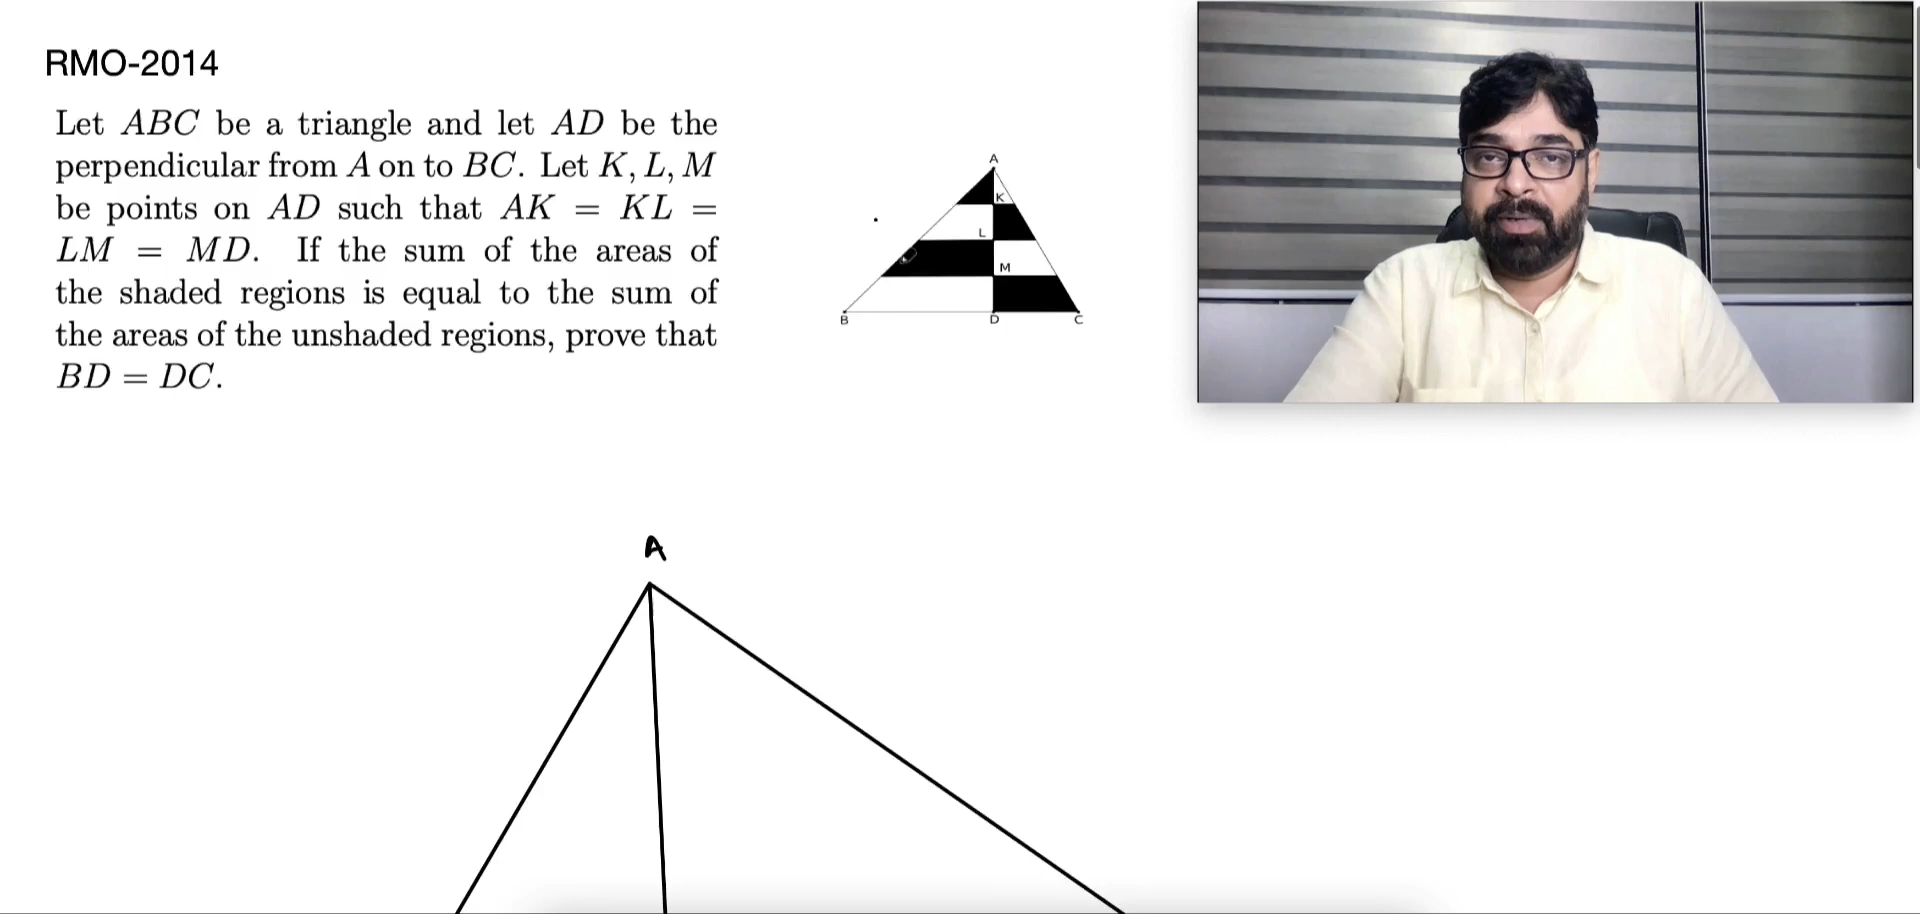 RMO-2014
Let ABC be a triangle and let AD be the
perpendicular from A on to BC. Let K, L, M
be points on AD such that AK = KL =
LM = MD. If the sum of the areas of
the shaded regions is equal to the sum of
the areas of the unshaded regions, prove that
BD = DC.
A
K
L
M
B
D
C
A